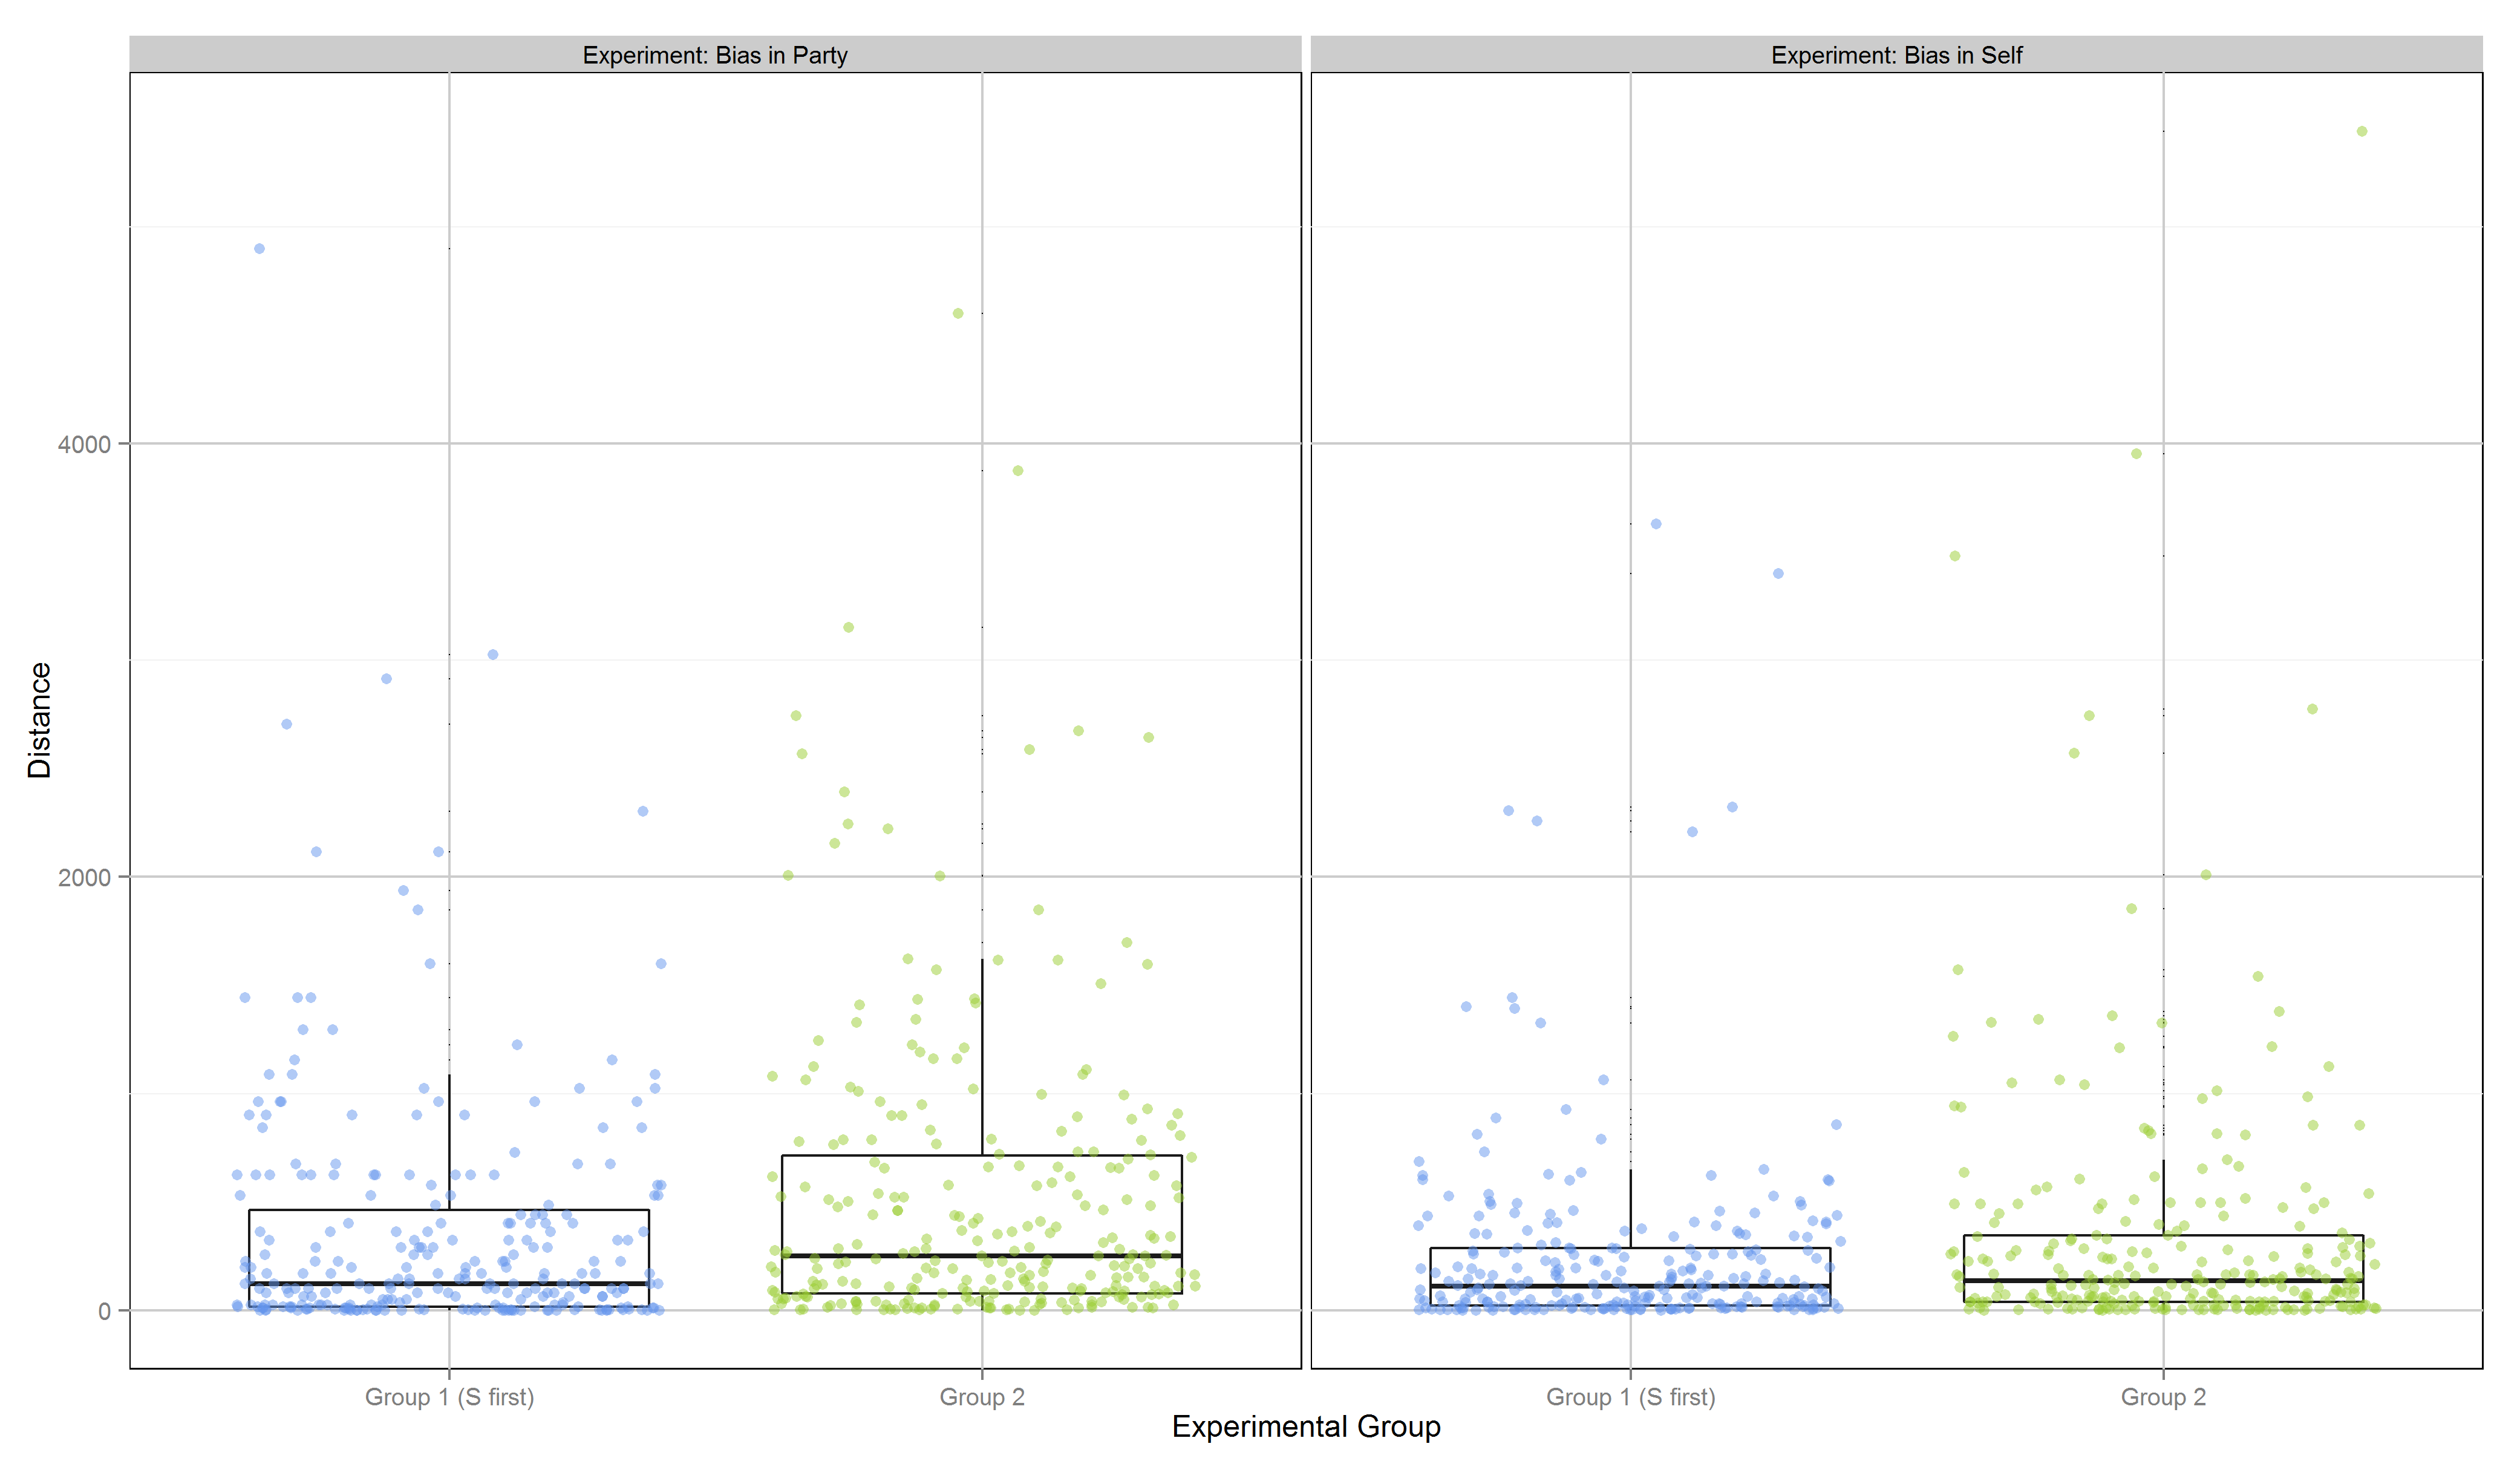 Experiment: Bias in Party
Experiment: Bias in Self
Distance
4000
2000
0
Group 1 (S first)
Group 2
Group 1 (S first)
Group 2
Experimental Group